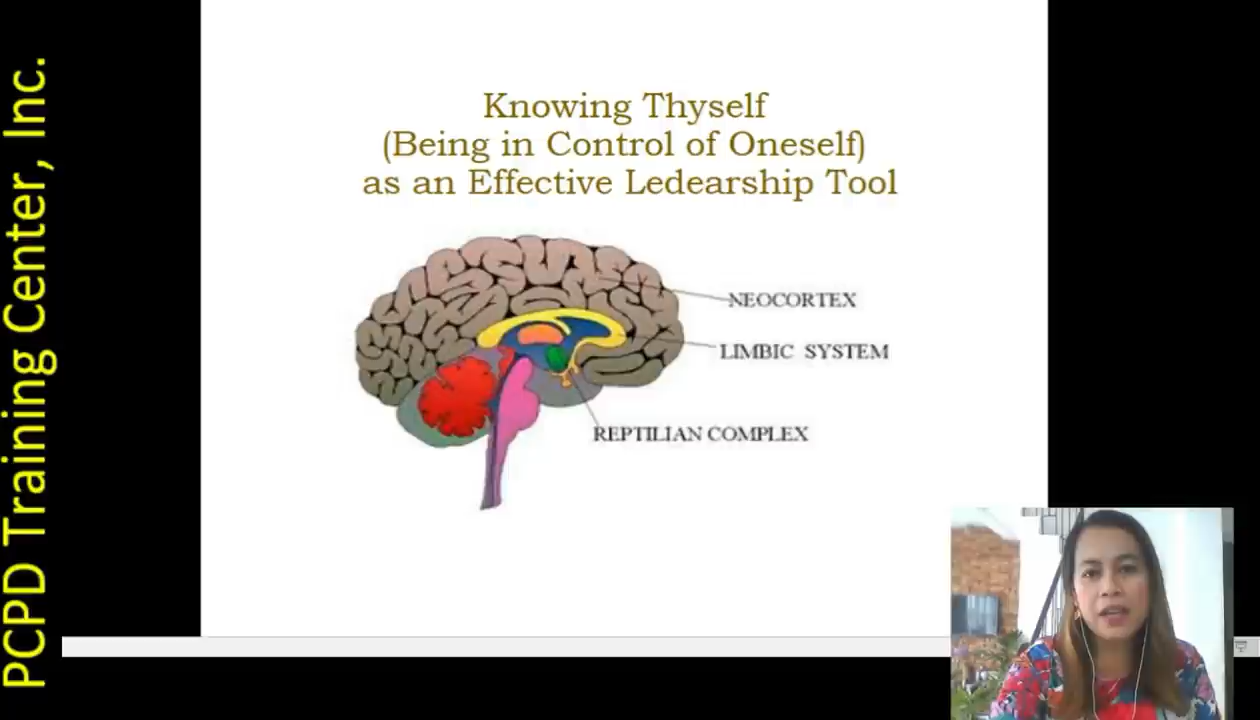 PCPD Training Center, Inc.
Knowing Thyself
(Being in Control of Oneself)
as an Effective Ledearship Tool
NEOCORTEX
LIMBIC SYSTEM
REPTILIAN COMPLEX